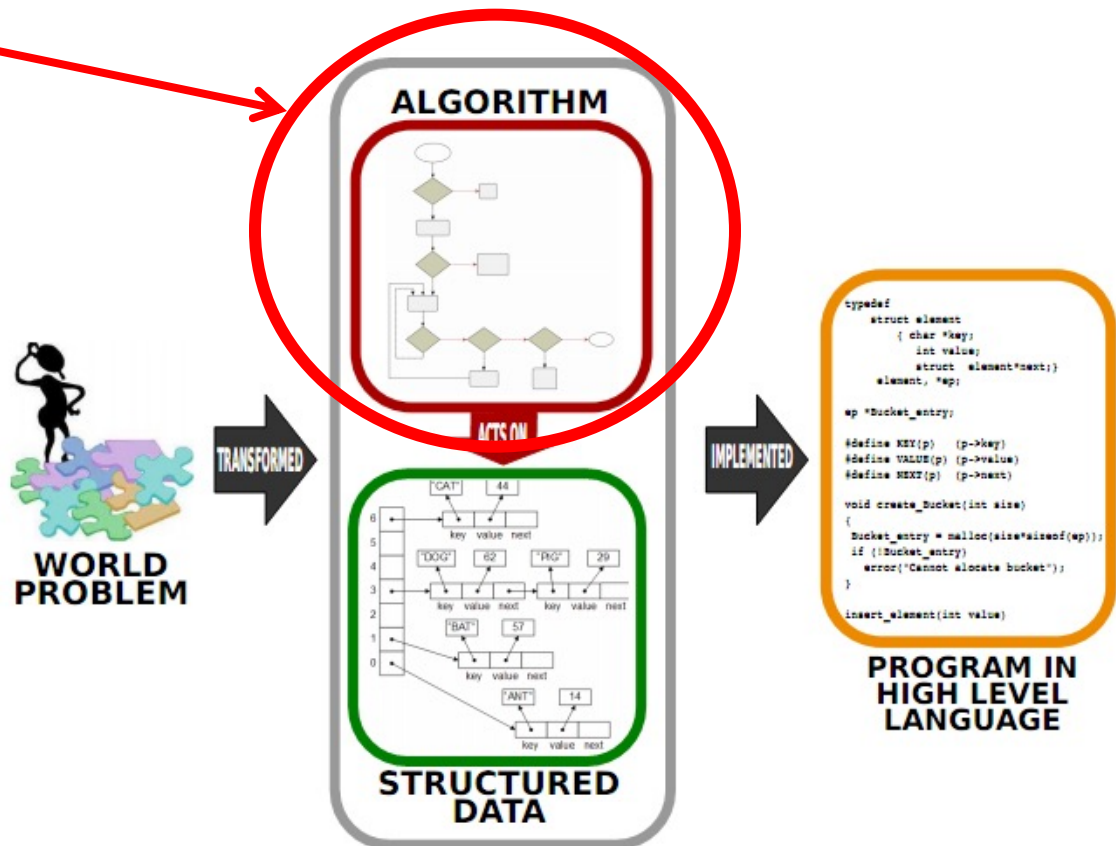 ALGORITHM
ACTS ON
TRANSFORMED
IMPLEMENTED
WORLD
PROBLEM
"CAT" 44
6
key value next
5
"DOG" 62 "PIG" 29
4
3
key value next key value next
2
"BAT" 57
1
key value next
0
"ANT" 14
key value next
STRUCTURED
DATA
typedef
struct element
{ char *key;
int value;
struct element*next;}
element, *ep;
ep *Bucket_entry;
#define KEY(p) (p->key)
#define VALUE(p) (p->value)
#define NEXT(p) (p->next)
void create_Bucket(int size)
{
Bucket_entry = malloc(size*sizeof(ep));
if (!Bucket_entry)
error("Cannot alocate bucket");
}
insert_element(int value)
PROGRAM IN
HIGH LEVEL
LANGUAGE